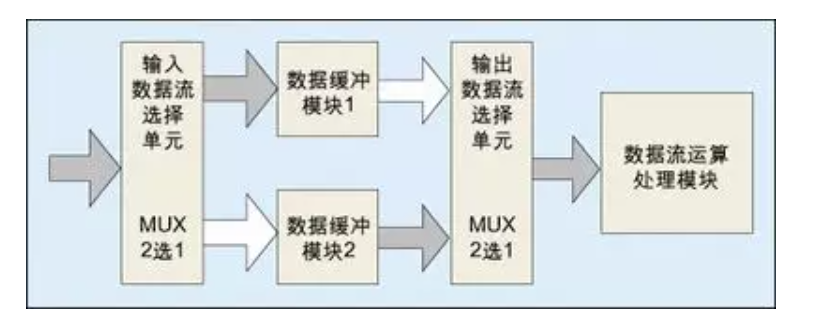 输入
数据流
选择
单元
MUX
2选1
数据缓冲
模块1
数据缓冲
模块2
输出
数据流
选择
单元
MUX
2选1
数据流运算
处理模块